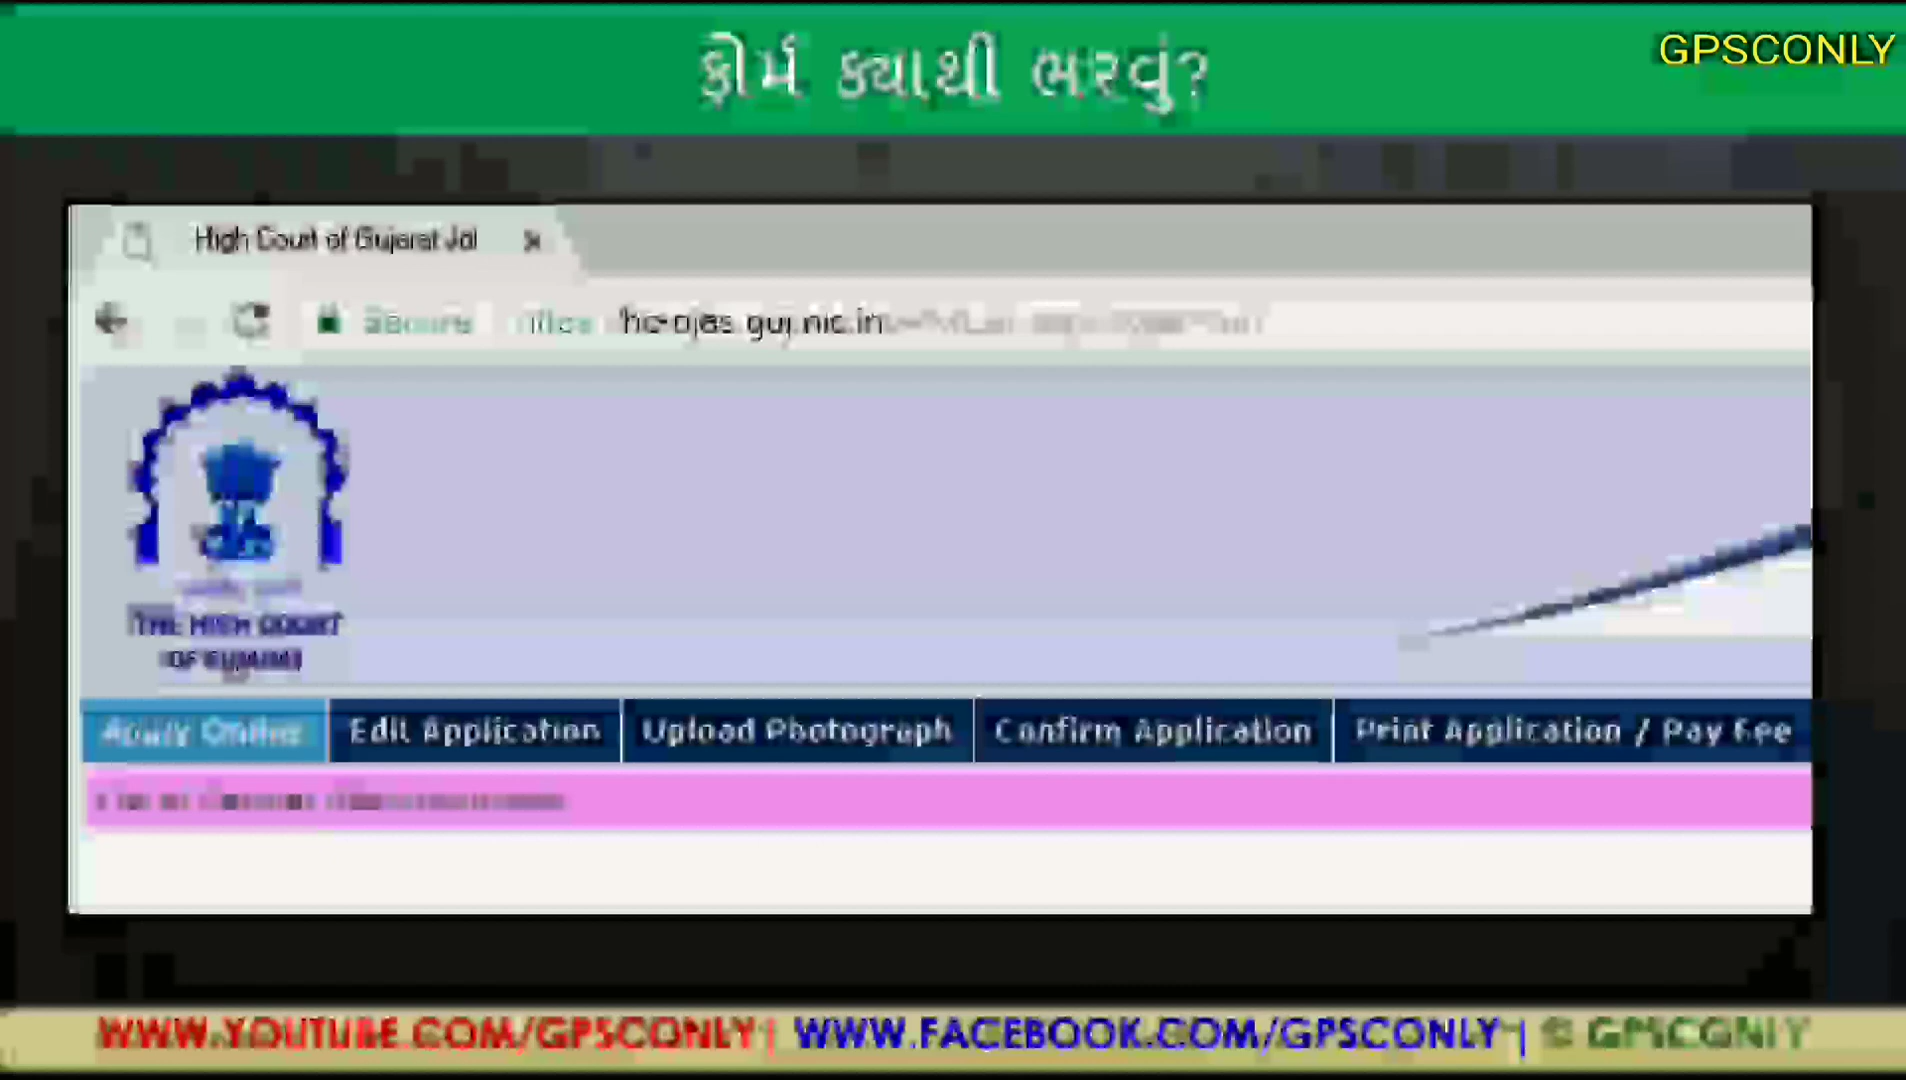 ફોર્મ ક્યાથી ભરવું?
GPSCONLY
High Court of Gujarat Jol
Secure https hc-ojas.guj.nic.in
THE HIGH COURT
OF GUJARAT
Apply Online Edit Application Upload Photograph Confirm Application Print Application / Pay Fee
WWW.YOUTUBE.COM/GPSCONLY | WWW.FACEBOOK.COM/GPSCONLY | © GPSCONLY